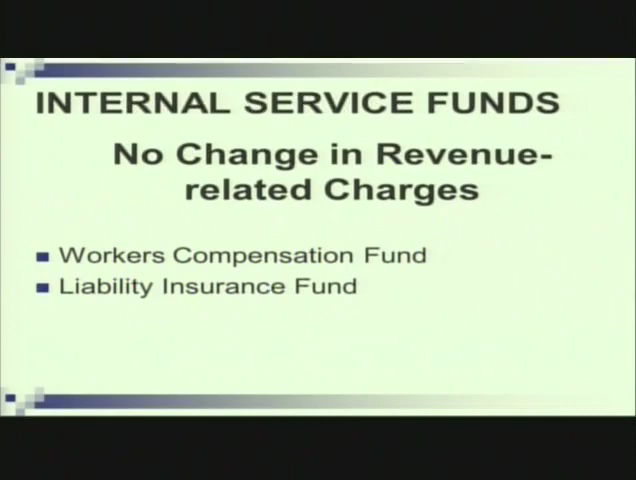 INTERNAL SERVICE FUNDS
No Change in Revenue-
related Charges
Workers Compensation Fund
Liability Insurance Fund